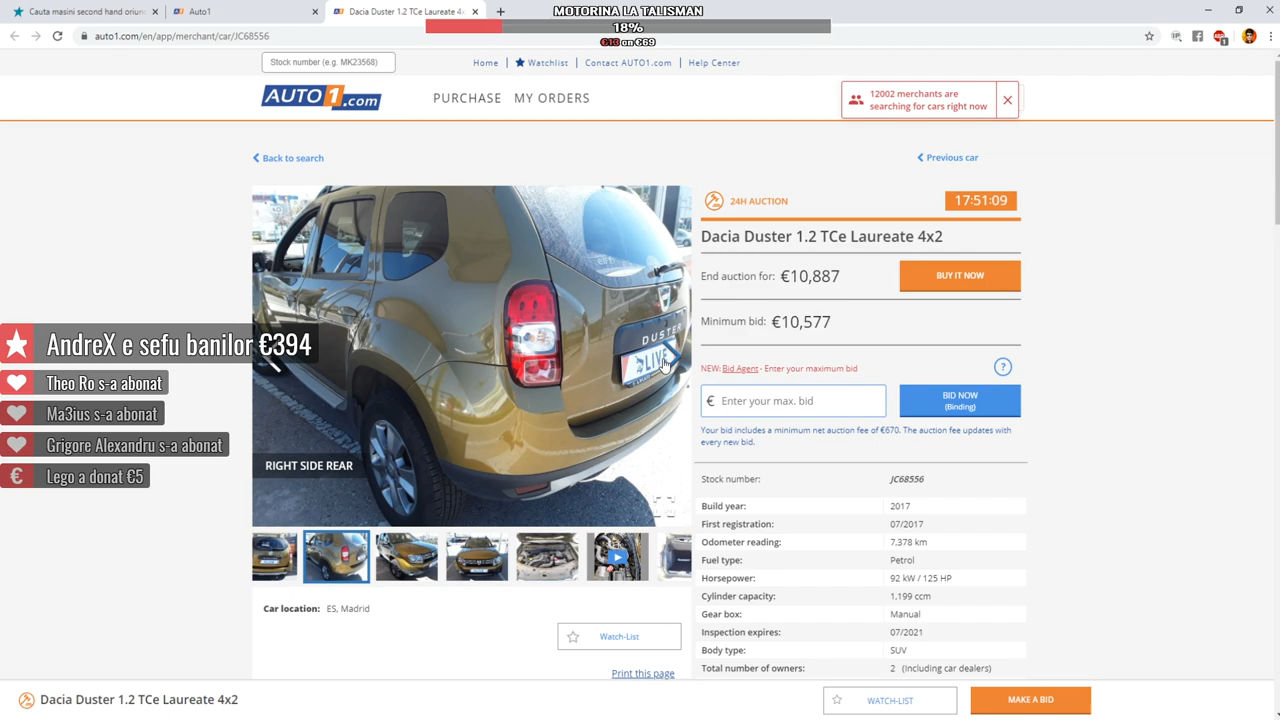 Cauta masini second hand oriun
Auto1
Dacia Duster 1.2 TCe Laureate 4x
MOTORINA LA TALISMAN
18%
€13 on €69
auto1.com/en/app/merchant/car/JC68556
Stock number (e.g. MK23568)
Home | Watchlist | Contact AUTO1.com | Help Center
AUTO1.com
PURCHASE MY ORDERS
12002 merchants are
searching for cars right now
Back to search
Previous car
24H AUCTION 17:51:09
Dacia Duster 1.2 TCe Laureate 4x2
End auction for: €10,887 BUY IT NOW
Minimum bid: €10,577
NEW: Bid Agent - Enter your maximum bid
€ Enter your max. bid
BID NOW
(Binding)
Your bid includes a minimum net auction fee of €670. The auction fee updates with
every new bid.
DUSTER
LIVE
RIGHT SIDE REAR
AndreX e sefu banilor €394
Theo Ro s-a abonat
Ma3ius s-a abonat
Grigore Alexandru s-a abonat
€ Lego a donat €5
Stock number: JC68556
Build year: 2017
First registration: 07/2017
Odometer reading: 7,378 km
Fuel type: Petrol
Horsepower: 92 kW / 125 HP
Cylinder capacity: 1,199 ccm
Gear box: Manual
Inspection expires: 07/2021
Body type: SUV
Total number of owners: 2 (Including car dealers)
Car location: ES, Madrid
Watch-List
Print this page
Dacia Duster 1.2 TCe Laureate 4x2
WATCH-LIST
MAKE A BID